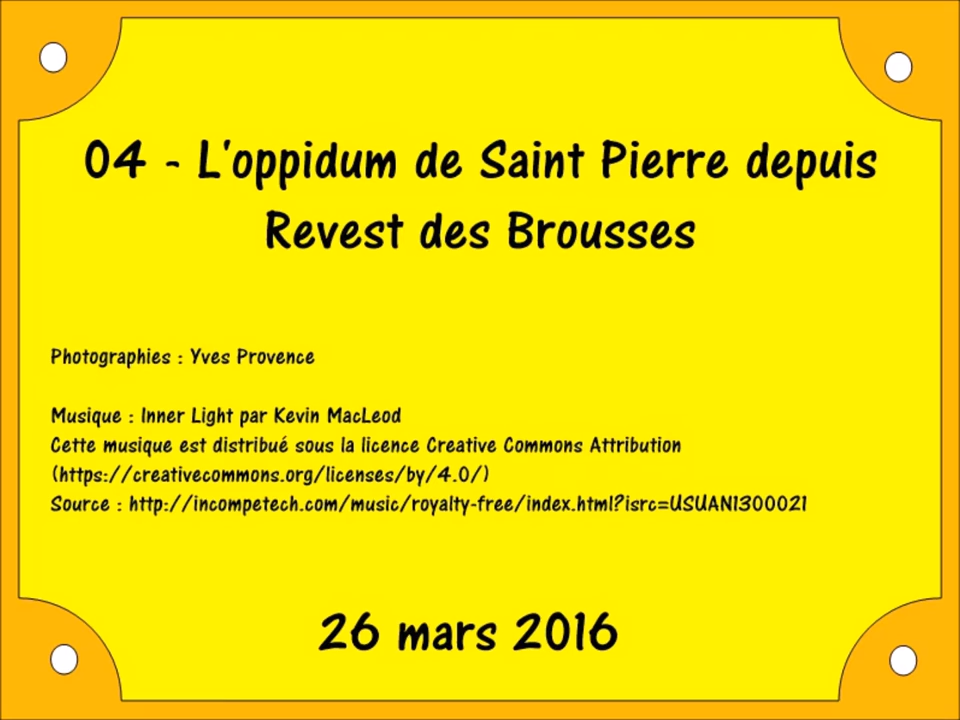 04 - L'oppidum de Saint Pierre depuis
Revest des Brousses
Photographies : Yves Provence
Musique : Inner Light par Kevin MacLeod
Cette musique est distribué sous la licence Creative Commons Attribution
(https://creativecommons.org/licenses/by/4.0/)
Source : http://incompetech.com/music/royalty-free/index.html?isrc=USUAN1300021
26 mars 2016